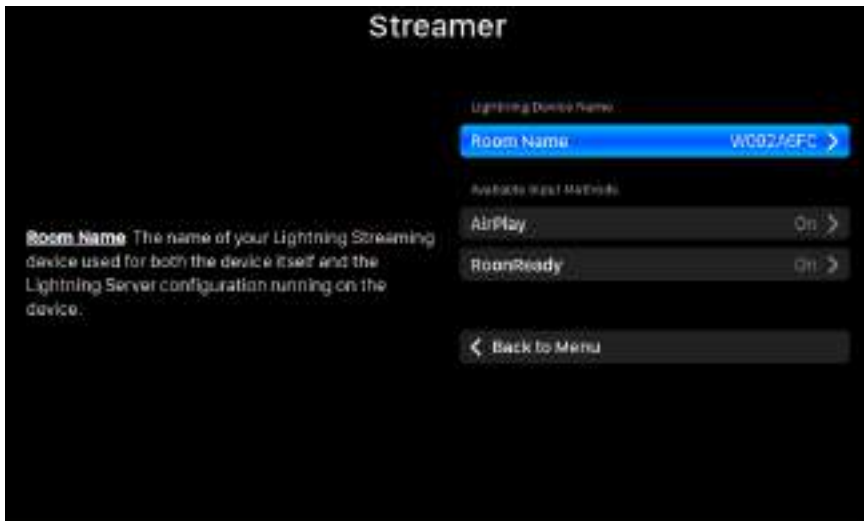 Streamer
Lightning Device Name
Room Name W002A6FC
Available Input Methods
AirPlay On
Room Name The name of your Lightning Streaming
device used for both the device itself and the
Lightning Server configuration running on the
device.
RoonReady On
Back to Menu